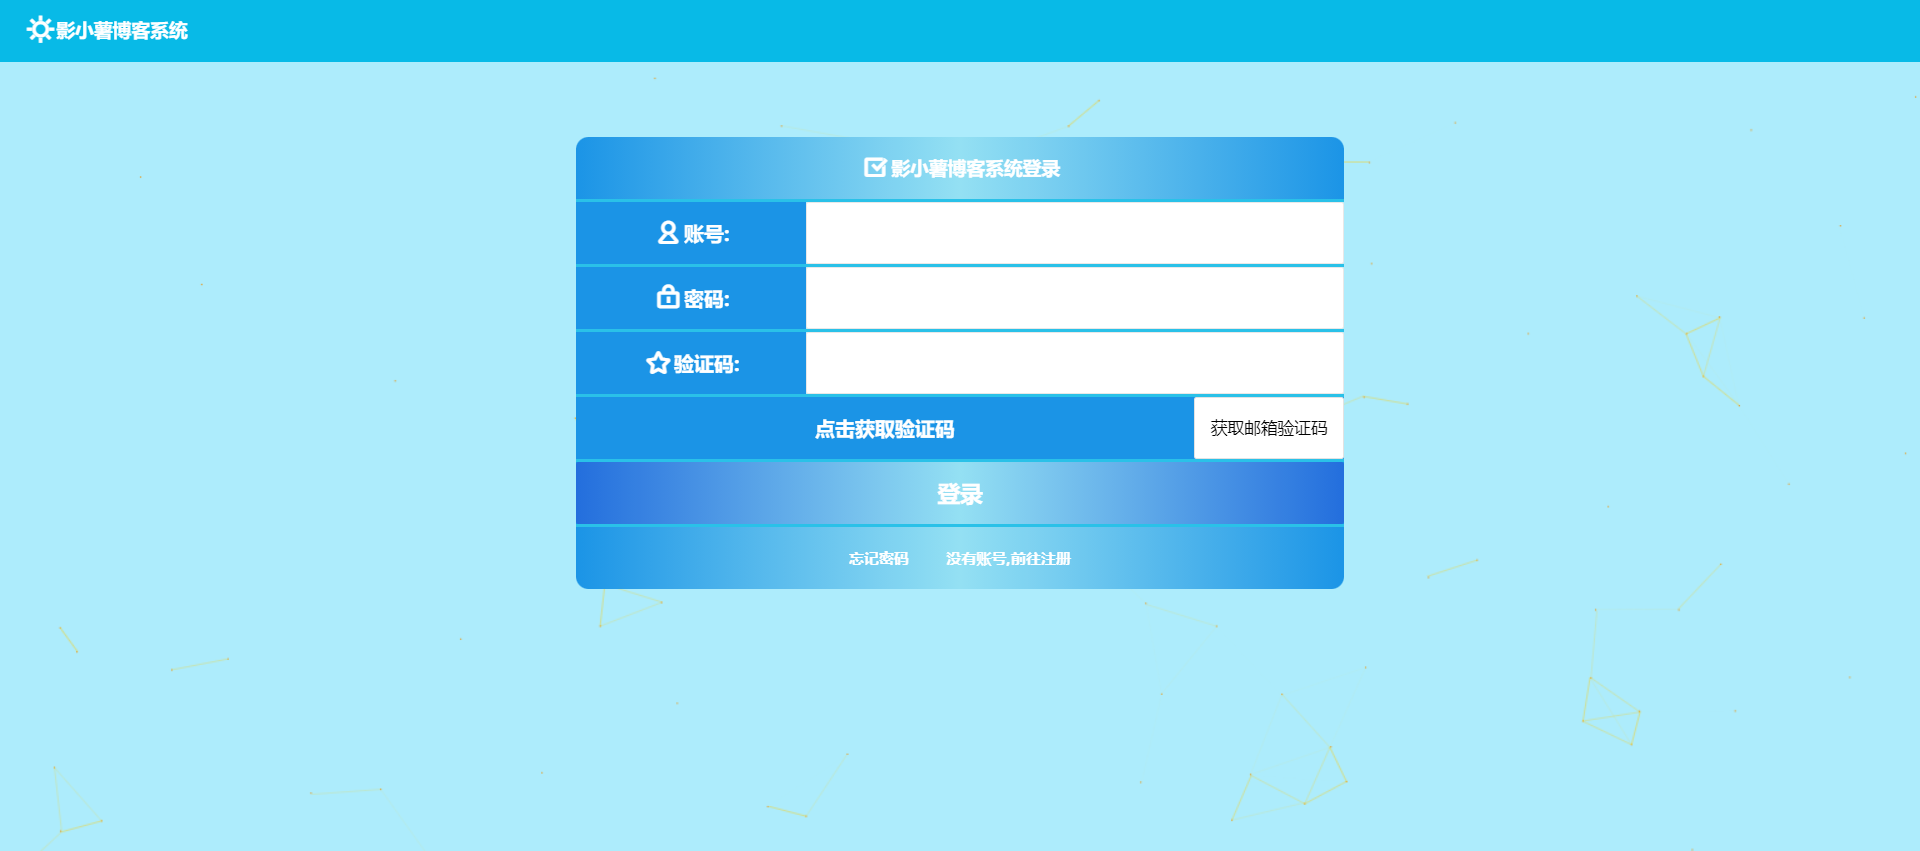 影小薯博客系统
影小薯博客系统登录
账号:
密码:
验证码:
点击获取验证码 获取邮箱验证码
登录
忘记密码 没有账号,前往注册